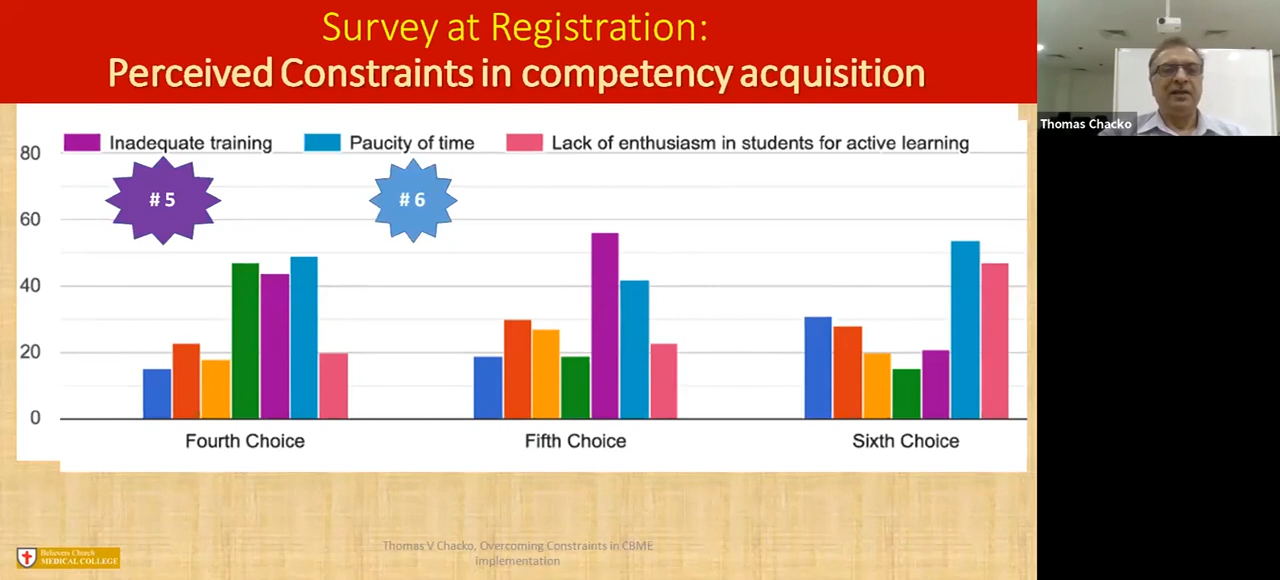 Survey at Registration:
Perceived Constraints in competency acquisition
Thomas Chacko
Inadequate training
Paucity of time
Lack of enthusiasm in students for active learning
80
# 5
# 6
60
40
20
0
Fourth Choice
Fifth Choice
Sixth Choice
Believers Church
MEDICAL COLLEGE
Thomas V Chacko, Overcoming Constraints in CBME
implementation